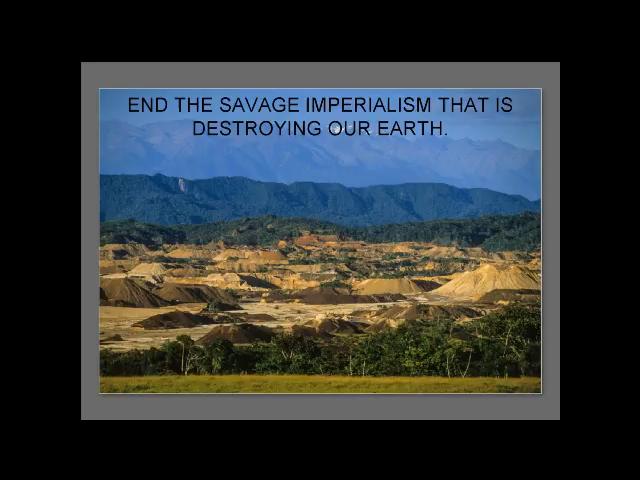 END THE SAVAGE IMPERIALISM THAT IS
DESTROYING OUR EARTH.